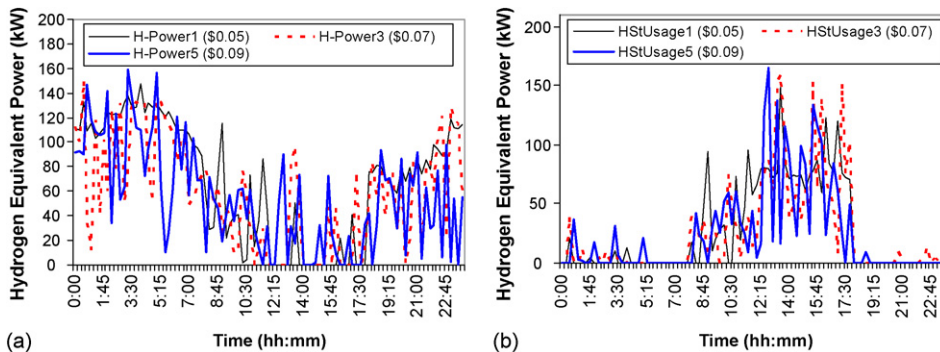 H-Power1 ($0.05) H-Power3 ($0.07)
H-Power5 ($0.09)
Hydrogen Equivalent Power (kW)
200
180
160
140
120
100
80
60
40
20
0
0:00 1:45 3:30 5:15 7:00 8:45 10:30 12:15 14:00 15:45 17:30 19:15 21:00 22:45
Time (hh:mm)
(a)
HStUsage1 ($0.05) HStUsage3 ($0.07)
HStUsage5 ($0.09)
Hydrogen Equivalent Power (kW)
200
150
100
50
0
0:00 1:45 3:30 5:15 7:00 8:45 10:30 12:15 14:00 15:45 17:30 19:15 21:00 22:45
Time (hh:mm)
(b)